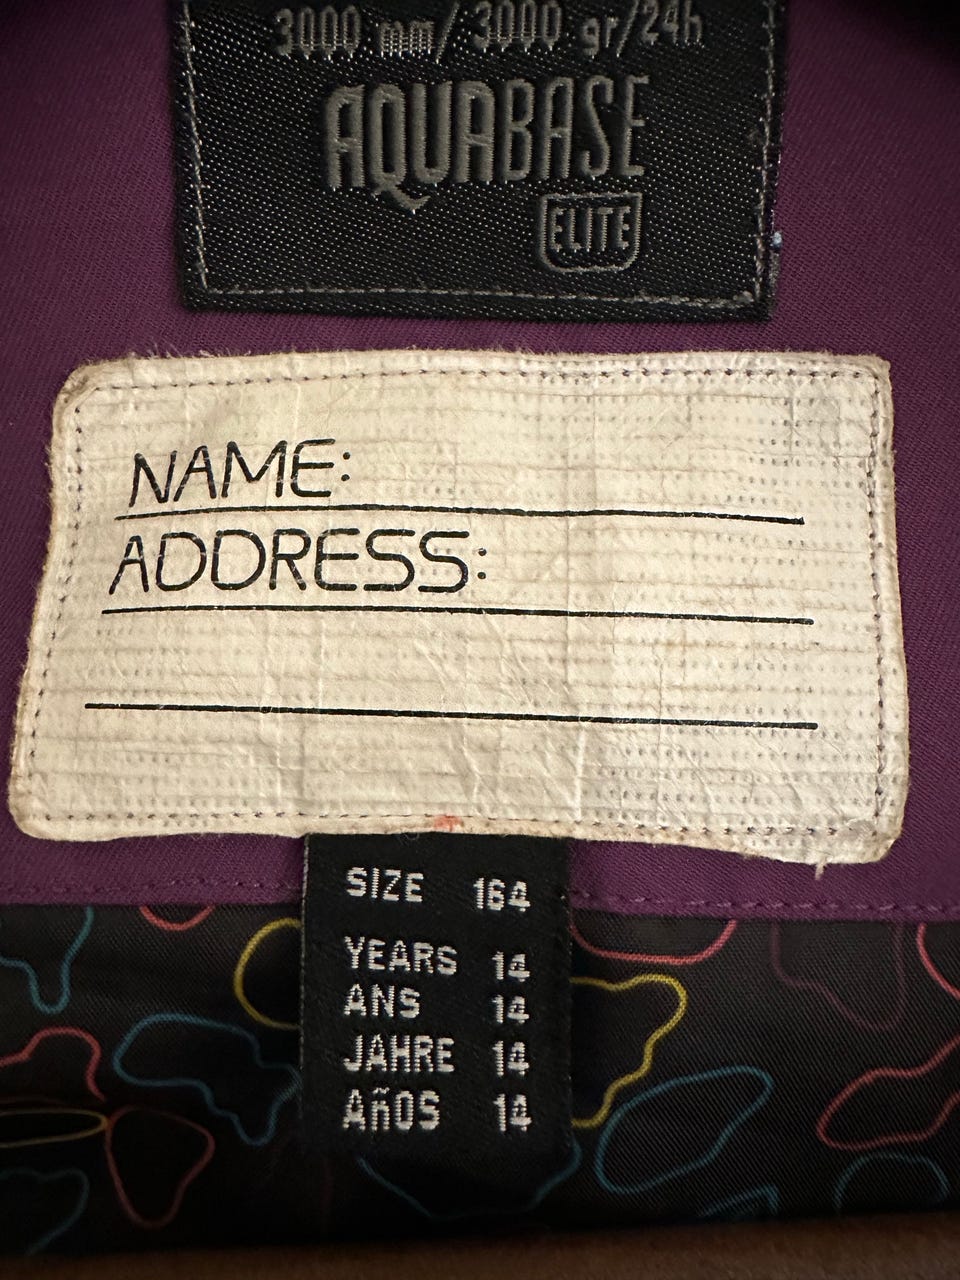 3000 mm/ 3000 gr/24h
AQUABASE
ELITE
NAME:
ADDRESS:
SIZE 164
YEARS 14
ANS 14
JAHRE 14
AÑOS 14